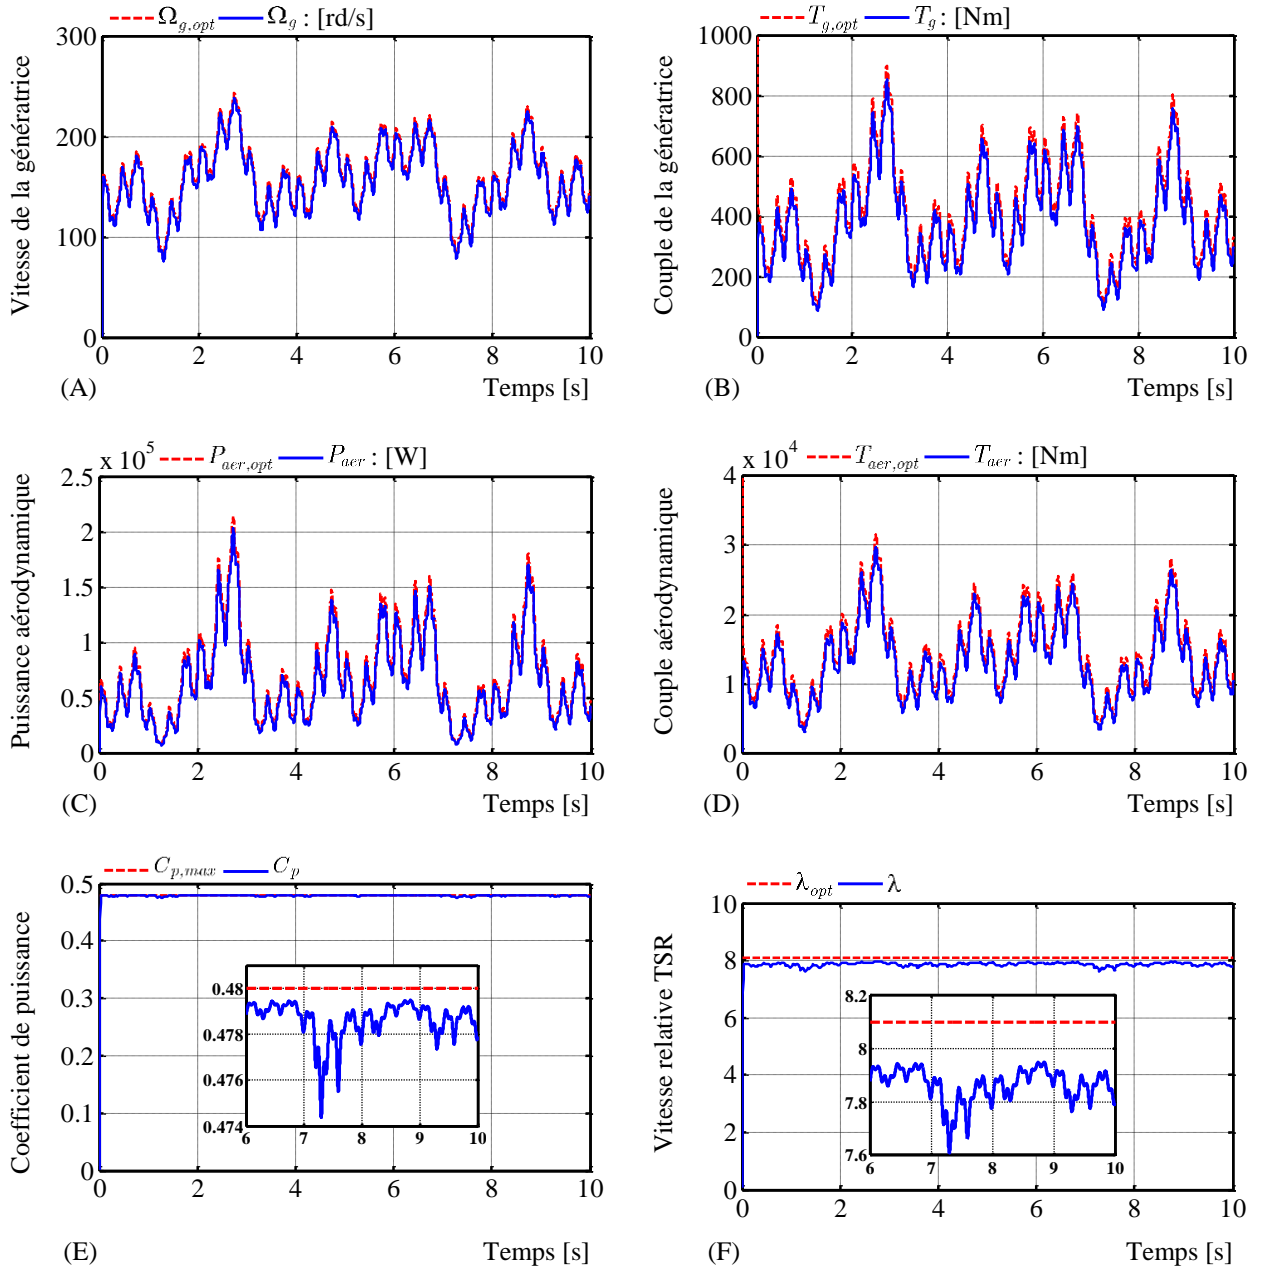 Ω_g,opt Ω_g : [rd/s]
Vitesse de la génératrice
300
200
100
0
0 2 4 6 8 10
Temps [s]
(A)
T_g,opt T_g : [Nm]
Couple de la génératrice
1000
800
600
400
200
0
0 2 4 6 8 10
Temps [s]
(B)
x 10^5
P_aer,opt P_aer : [W]
Puissance aérodynamique
2.5
2
1.5
1
0.5
0
0 2 4 6 8 10
Temps [s]
(C)
x 10^4
T_aer,opt T_aer : [Nm]
Couple aérodynamique
4
3
2
1
0
0 2 4 6 8 10
Temps [s]
(D)
C_p,max C_p
Coefficient de puissance
0.5
0.4
0.3
0.2
0.1
0
0.48
0.478
0.476
0.474
6 7 8 9 10
0 2 4 6 8 10
Temps [s]
(E)
λ_opt λ
Vitesse relative TSR
10
8
6
4
2
0
8.2
8
7.8
7.6
6 7 8 9 10
0 2 4 6 8 10
Temps [s]
(F)